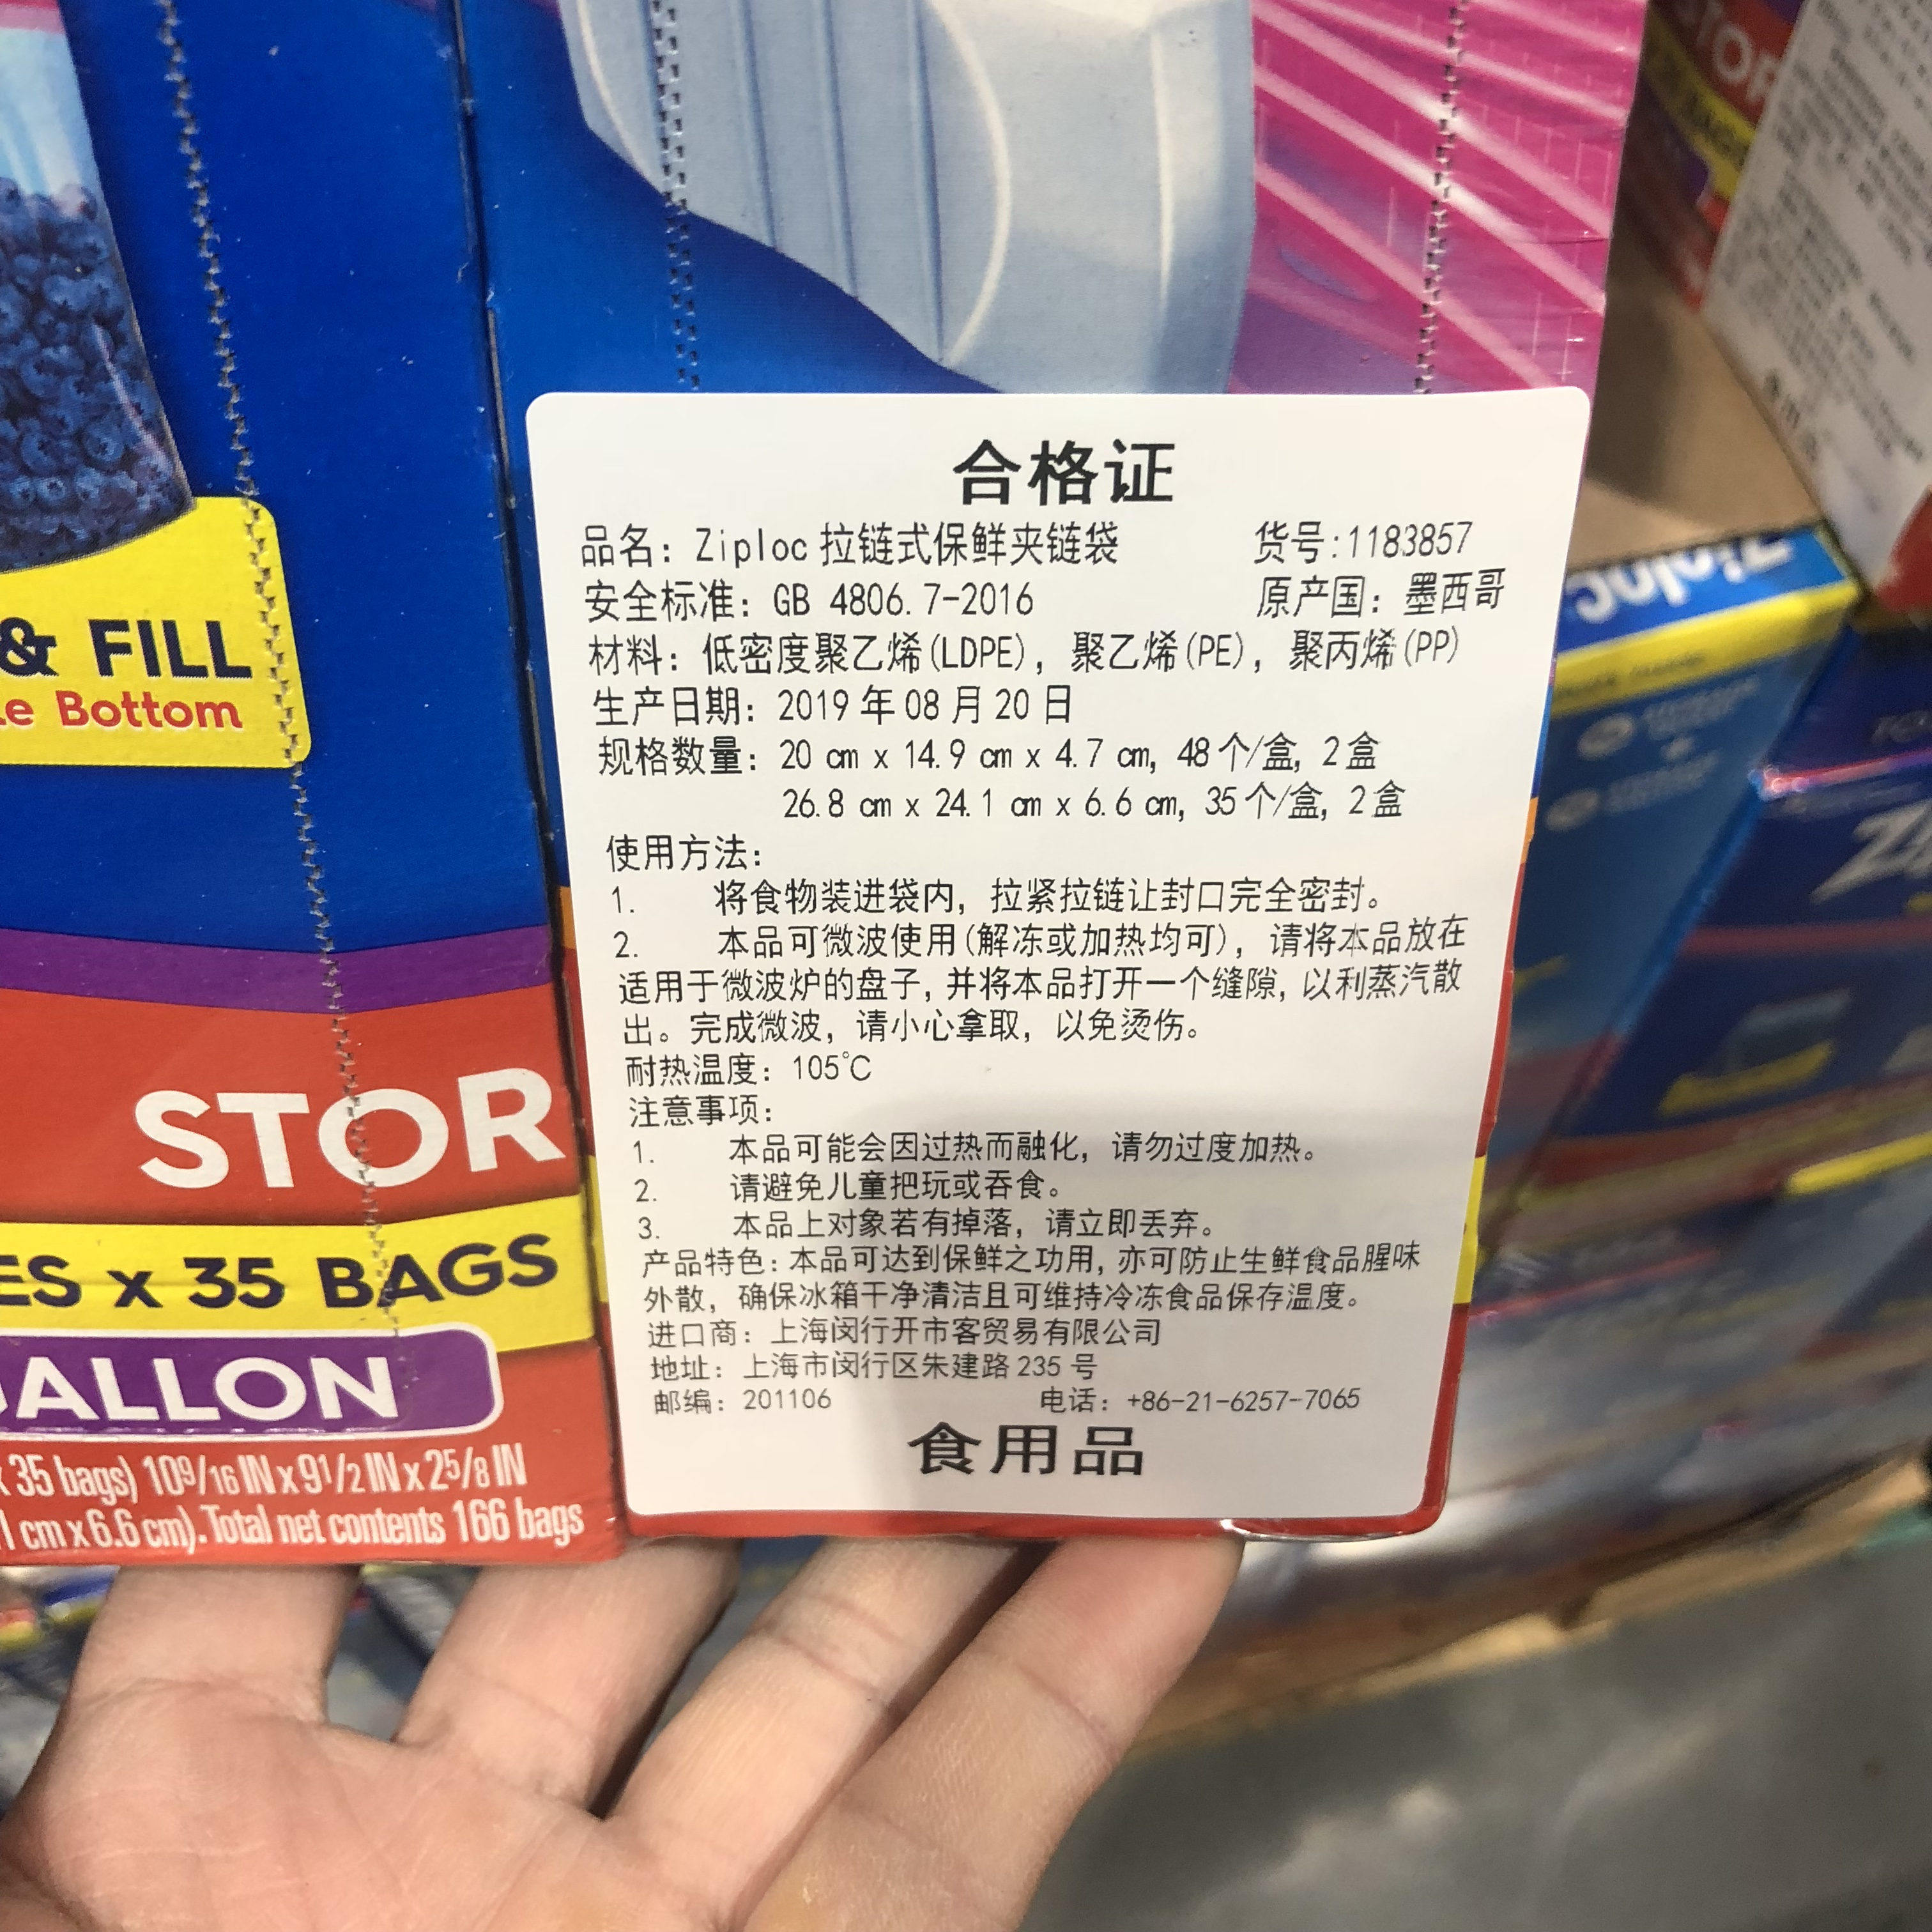 & FILL
Bottom
STOR
ES x 35 BAGS
ALLON
35 bags) 10 9/16 IN x 9 1/2 IN x 2 5/8 IN
1 cm x 6.6 cm). Total net contents 166 bags
合格证
品名：Ziploc 拉链式保鲜夹链袋 货号:1183857
安全标准：GB 4806.7-2016 原产国：墨西哥
材料：低密度聚乙烯(LDPE)，聚乙烯(PE)，聚丙烯(PP)
生产日期：2019 年 08 月 20 日
规格数量：20 cm x 14.9 cm x 4.7 cm, 48 个/盒, 2 盒
26.8 cm x 24.1 cm x 6.6 cm, 35 个/盒, 2 盒
使用方法：
1. 将食物装进袋内，拉紧拉链让封口完全密封。
2. 本品可微波使用(解冻或加热均可)，请将本品放在
适用于微波炉的盘子, 并将本品打开一个缝隙, 以利蒸汽散
出。完成微波，请小心拿取，以免烫伤。
耐热温度：105℃
注意事项：
1. 本品可能会因过热而融化，请勿过度加热。
2. 请避免儿童把玩或吞食。
3. 本品上对象若有掉落，请立即丢弃。
产品特色：本品可达到保鲜之功用, 亦可防止生鲜食品腥味
外散，确保冰箱干净清洁且可维持冷冻食品保存温度。
进口商：上海闵行开市客贸易有限公司
地址：上海市闵行区朱建路 235 号
邮编：201106 电话：+86-21-6257-7065
食用品
STOR
Ziploc